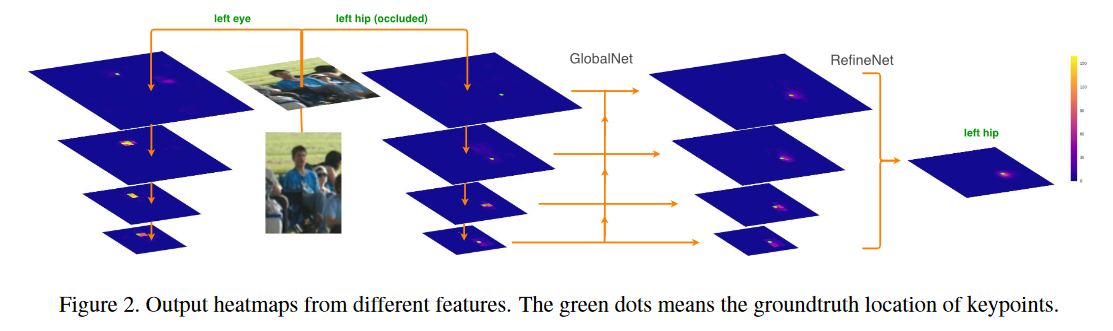 left eye
left hip (occluded)
GlobalNet
RefineNet
left hip
Figure 2. Output heatmaps from different features. The green dots means the groundtruth location of keypoints.